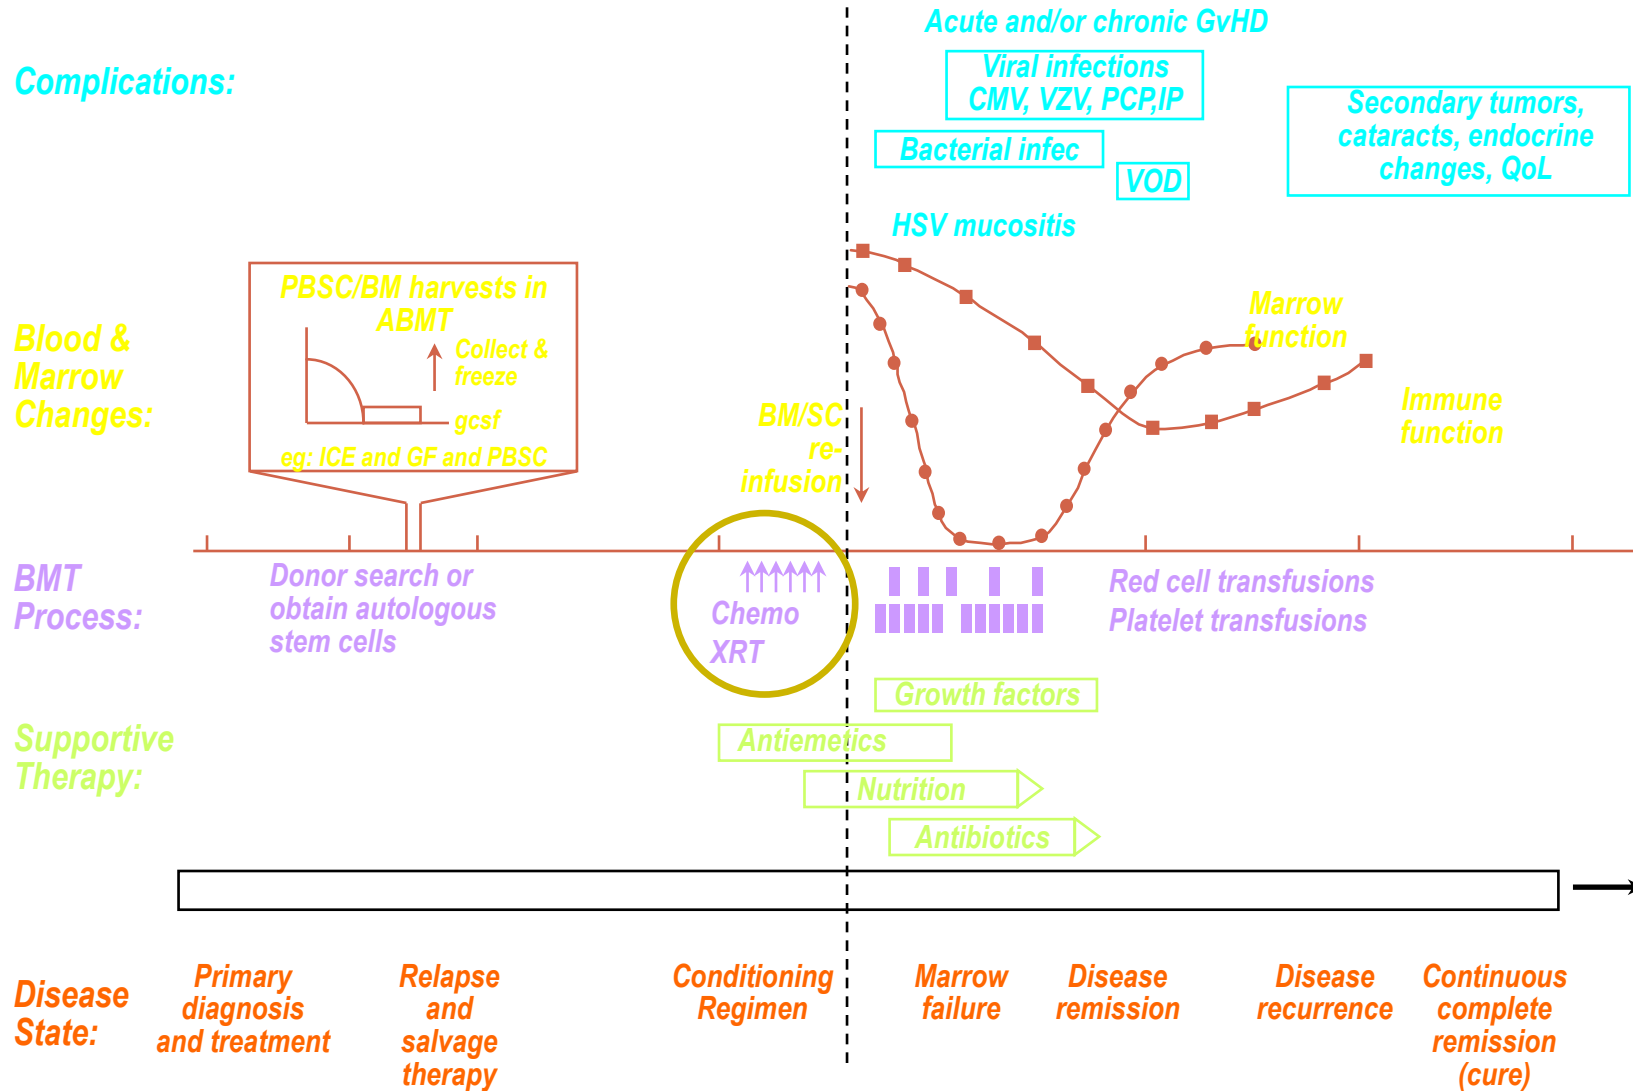 Acute and/or chronic GvHD
Complications:
Viral infections
CMV, VZV, PCP,IP
Secondary tumors,
cataracts, endocrine
changes, QoL
Bacterial infec
VOD
HSV mucositis
Blood &
Marrow
Changes:
PBSC/BM harvests in
ABMT
Collect &
freeze
gcsf
eg: ICE and GF and PBSC
BM/SC
re-
infusion
Marrow
function
Immune
function
BMT
Process:
Donor search or
obtain autologous
stem cells
Chemo
XRT
Red cell transfusions
Platelet transfusions
Supportive
Therapy:
Growth factors
Antiemetics
Nutrition
Antibiotics
Disease
State:
Primary
diagnosis
and treatment
Relapse
and
salvage
therapy
Conditioning
Regimen
Marrow
failure
Disease
remission
Disease
recurrence
Continuous
complete
remission
(cure)